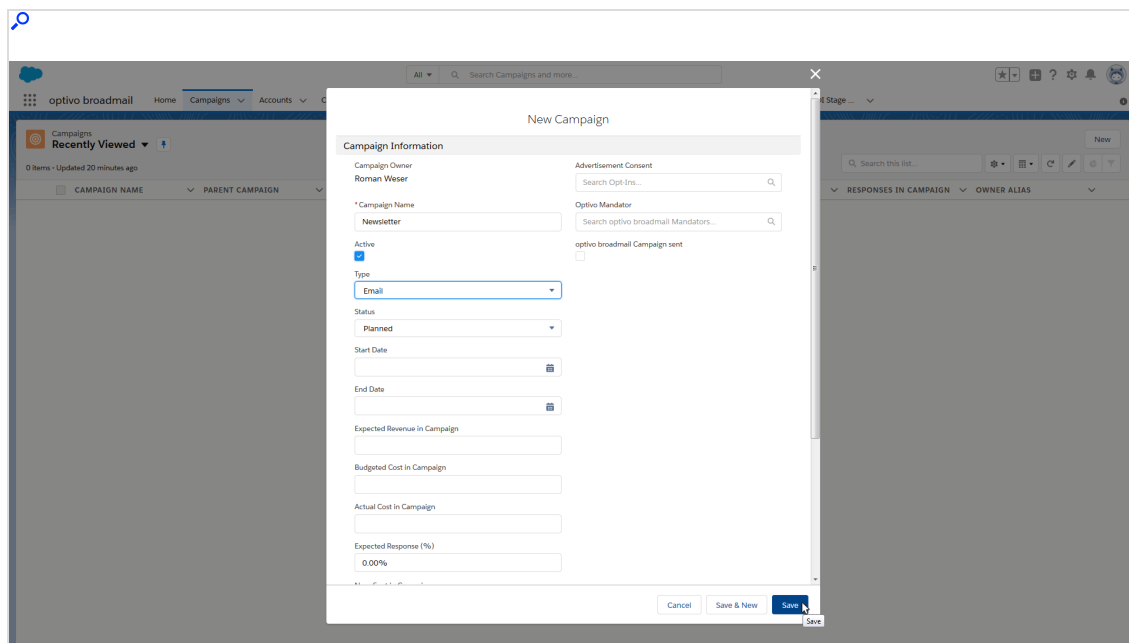 All Search Campaigns and more...
optivo broadmail Home Campaigns Accounts Stage ...
Campaigns
Recently Viewed
New
0 items • Updated 20 minutes ago
Search this list...
CAMPAIGN NAME PARENT CAMPAIGN RESPONSES IN CAMPAIGN OWNER ALIAS
New Campaign
Campaign Information
Campaign Owner
Roman Weser
* Campaign Name
Newsletter
Active
Type
Email
Status
Planned
Start Date
End Date
Expected Revenue in Campaign
Budgeted Cost in Campaign
Actual Cost in Campaign
Expected Response (%)
0.00%
Advertisement Consent
Search Opt-Ins...
Optivo Mandator
Search optivo broadmail Mandators...
optivo broadmail Campaign sent
Cancel Save & New Save
Save